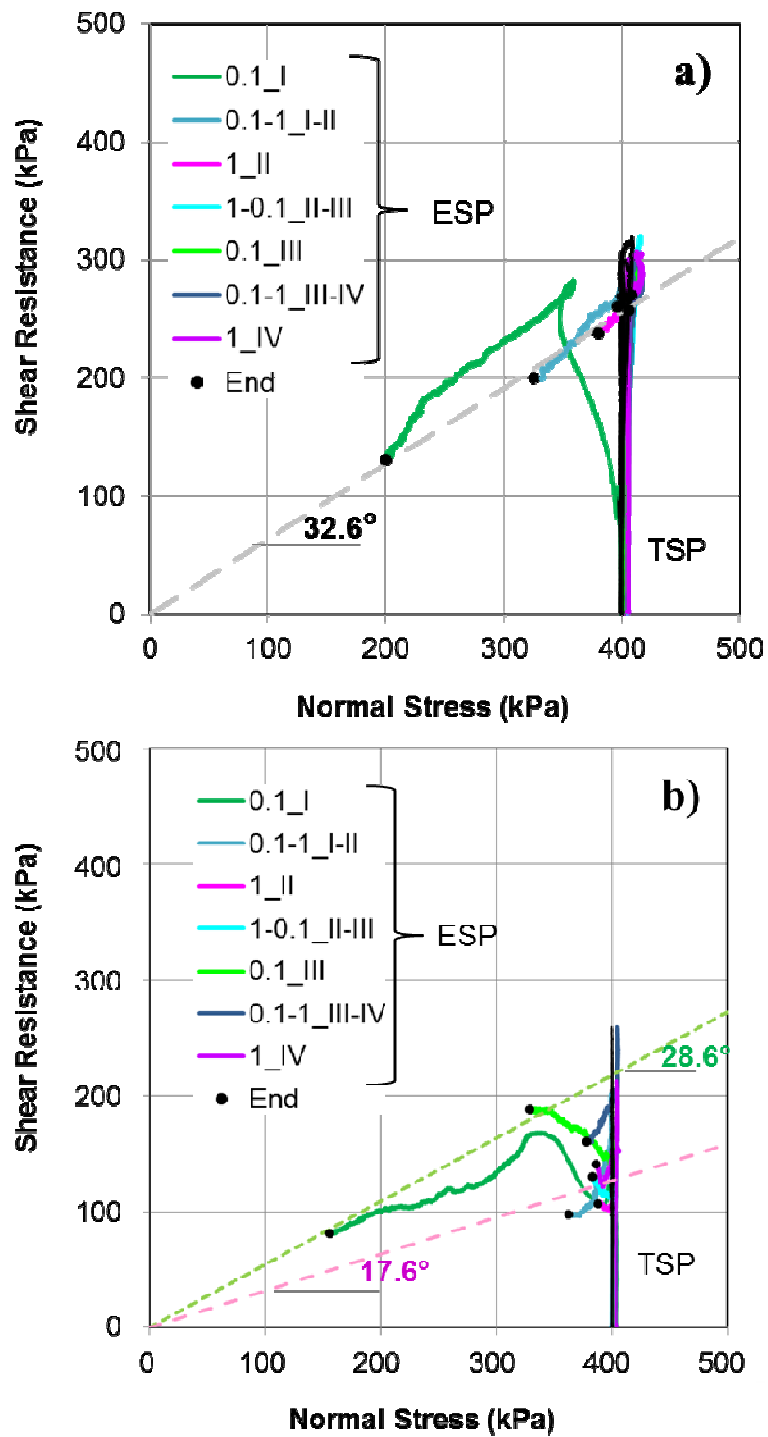 500
400
300
200
100
0
Shear Resistance (kPa)
a)
0.1_I
0.1-1_I-II
1_II
1-0.1_II-III
0.1_III
0.1-1_III-IV
1_IV
End
ESP
32.6°
TSP
0 100 200 300 400 500
Normal Stress (kPa)
500
400
300
200
100
0
Shear Resistance (kPa)
b)
0.1_I
0.1-1_I-II
1_II
1-0.1_II-III
0.1_III
0.1-1_III-IV
1_IV
End
ESP
28.6°
17.6°
TSP
0 100 200 300 400 500
Normal Stress (kPa)